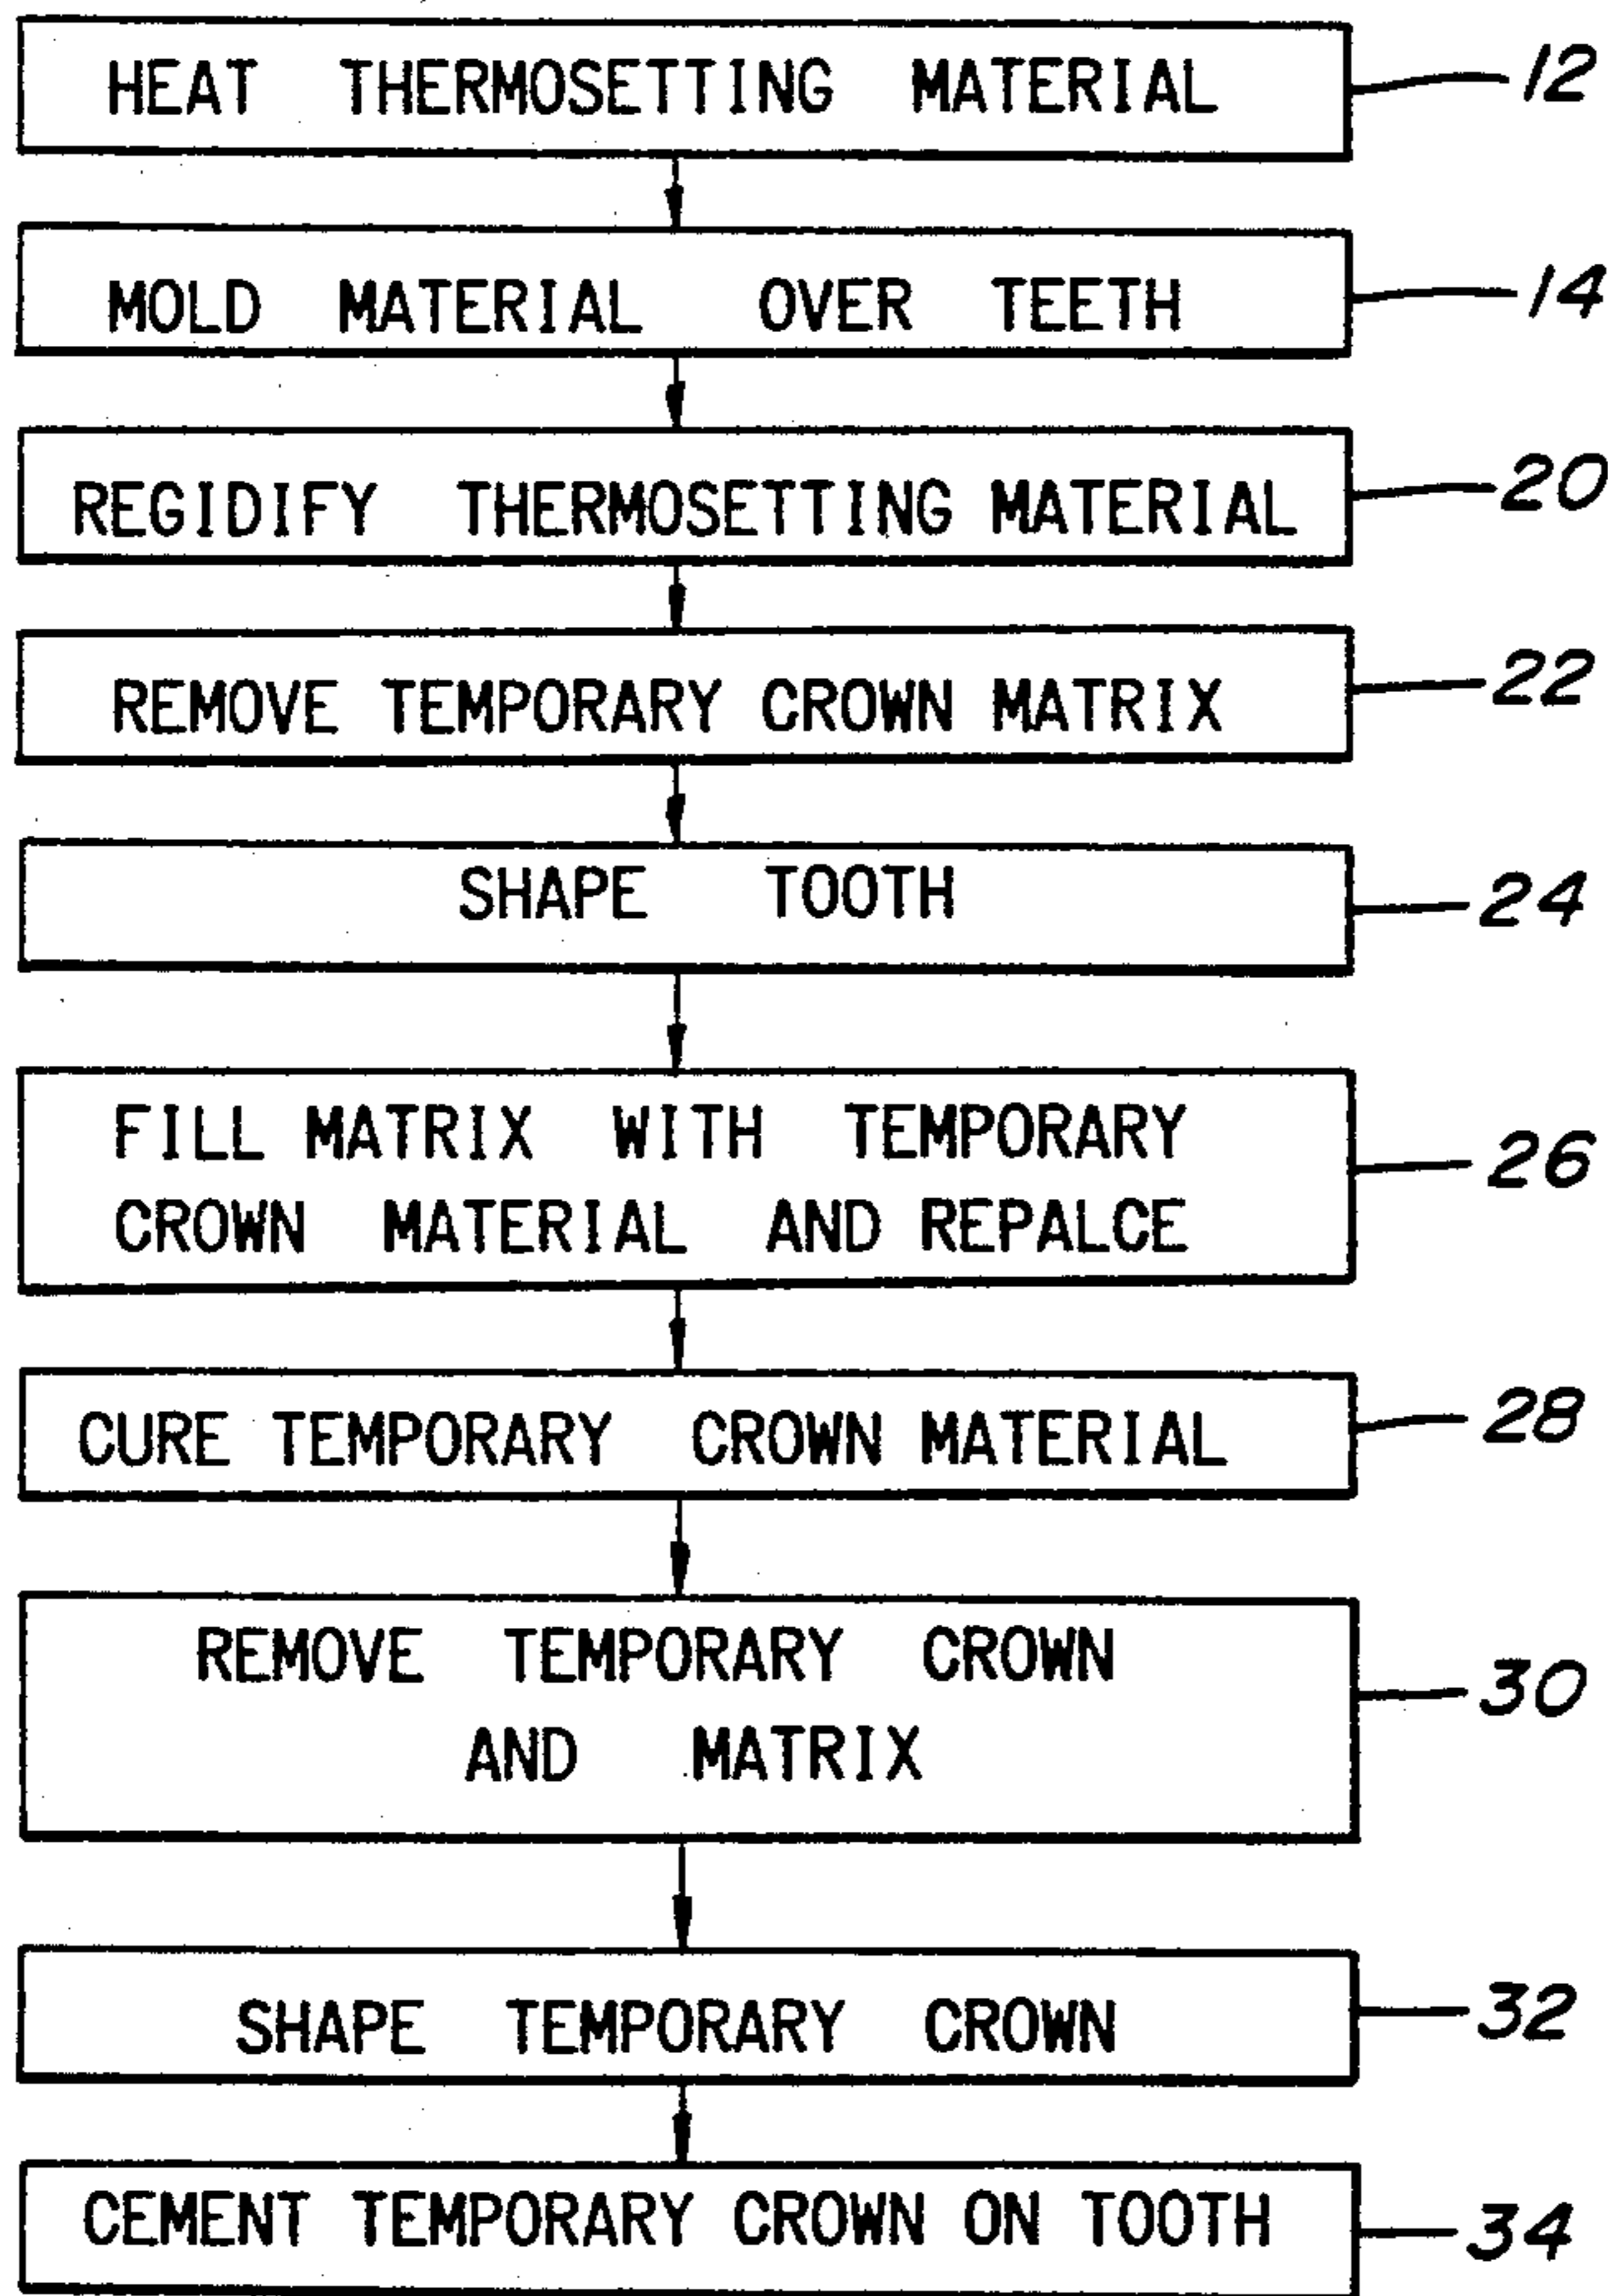 HEAT THERMOSETTING MATERIAL 12
MOLD MATERIAL OVER TEETH 14
REGIDIFY THERMOSETTING MATERIAL 20
REMOVE TEMPORARY CROWN MATRIX 22
SHAPE TOOTH 24
FILL MATRIX WITH TEMPORARY
CROWN MATERIAL AND REPALCE 26
CURE TEMPORARY CROWN MATERIAL 28
REMOVE TEMPORARY CROWN
AND MATRIX 30
SHAPE TEMPORARY CROWN 32
CEMENT TEMPORARY CROWN ON TOOTH 34